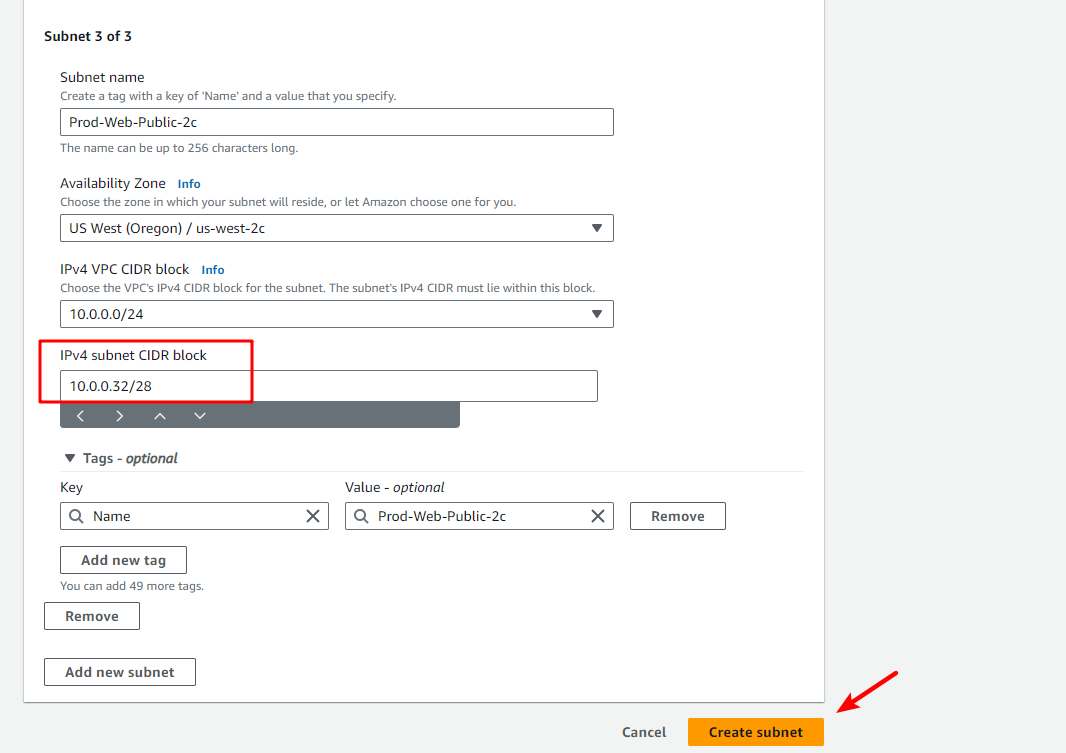 Subnet 3 of 3
Subnet name
Create a tag with a key of 'Name' and a value that you specify.
Prod-Web-Public-2c
The name can be up to 256 characters long.
Availability Zone Info
Choose the zone in which your subnet will reside, or let Amazon choose one for you.
US West (Oregon) / us-west-2c
IPv4 VPC CIDR block Info
Choose the VPC's IPv4 CIDR block for the subnet. The subnet's IPv4 CIDR must lie within this block.
10.0.0.0/24
IPv4 subnet CIDR block
10.0.0.32/28
Tags - optional
Key Value - optional
Name Prod-Web-Public-2c Remove
Add new tag
You can add 49 more tags.
Remove
Add new subnet
Cancel Create subnet